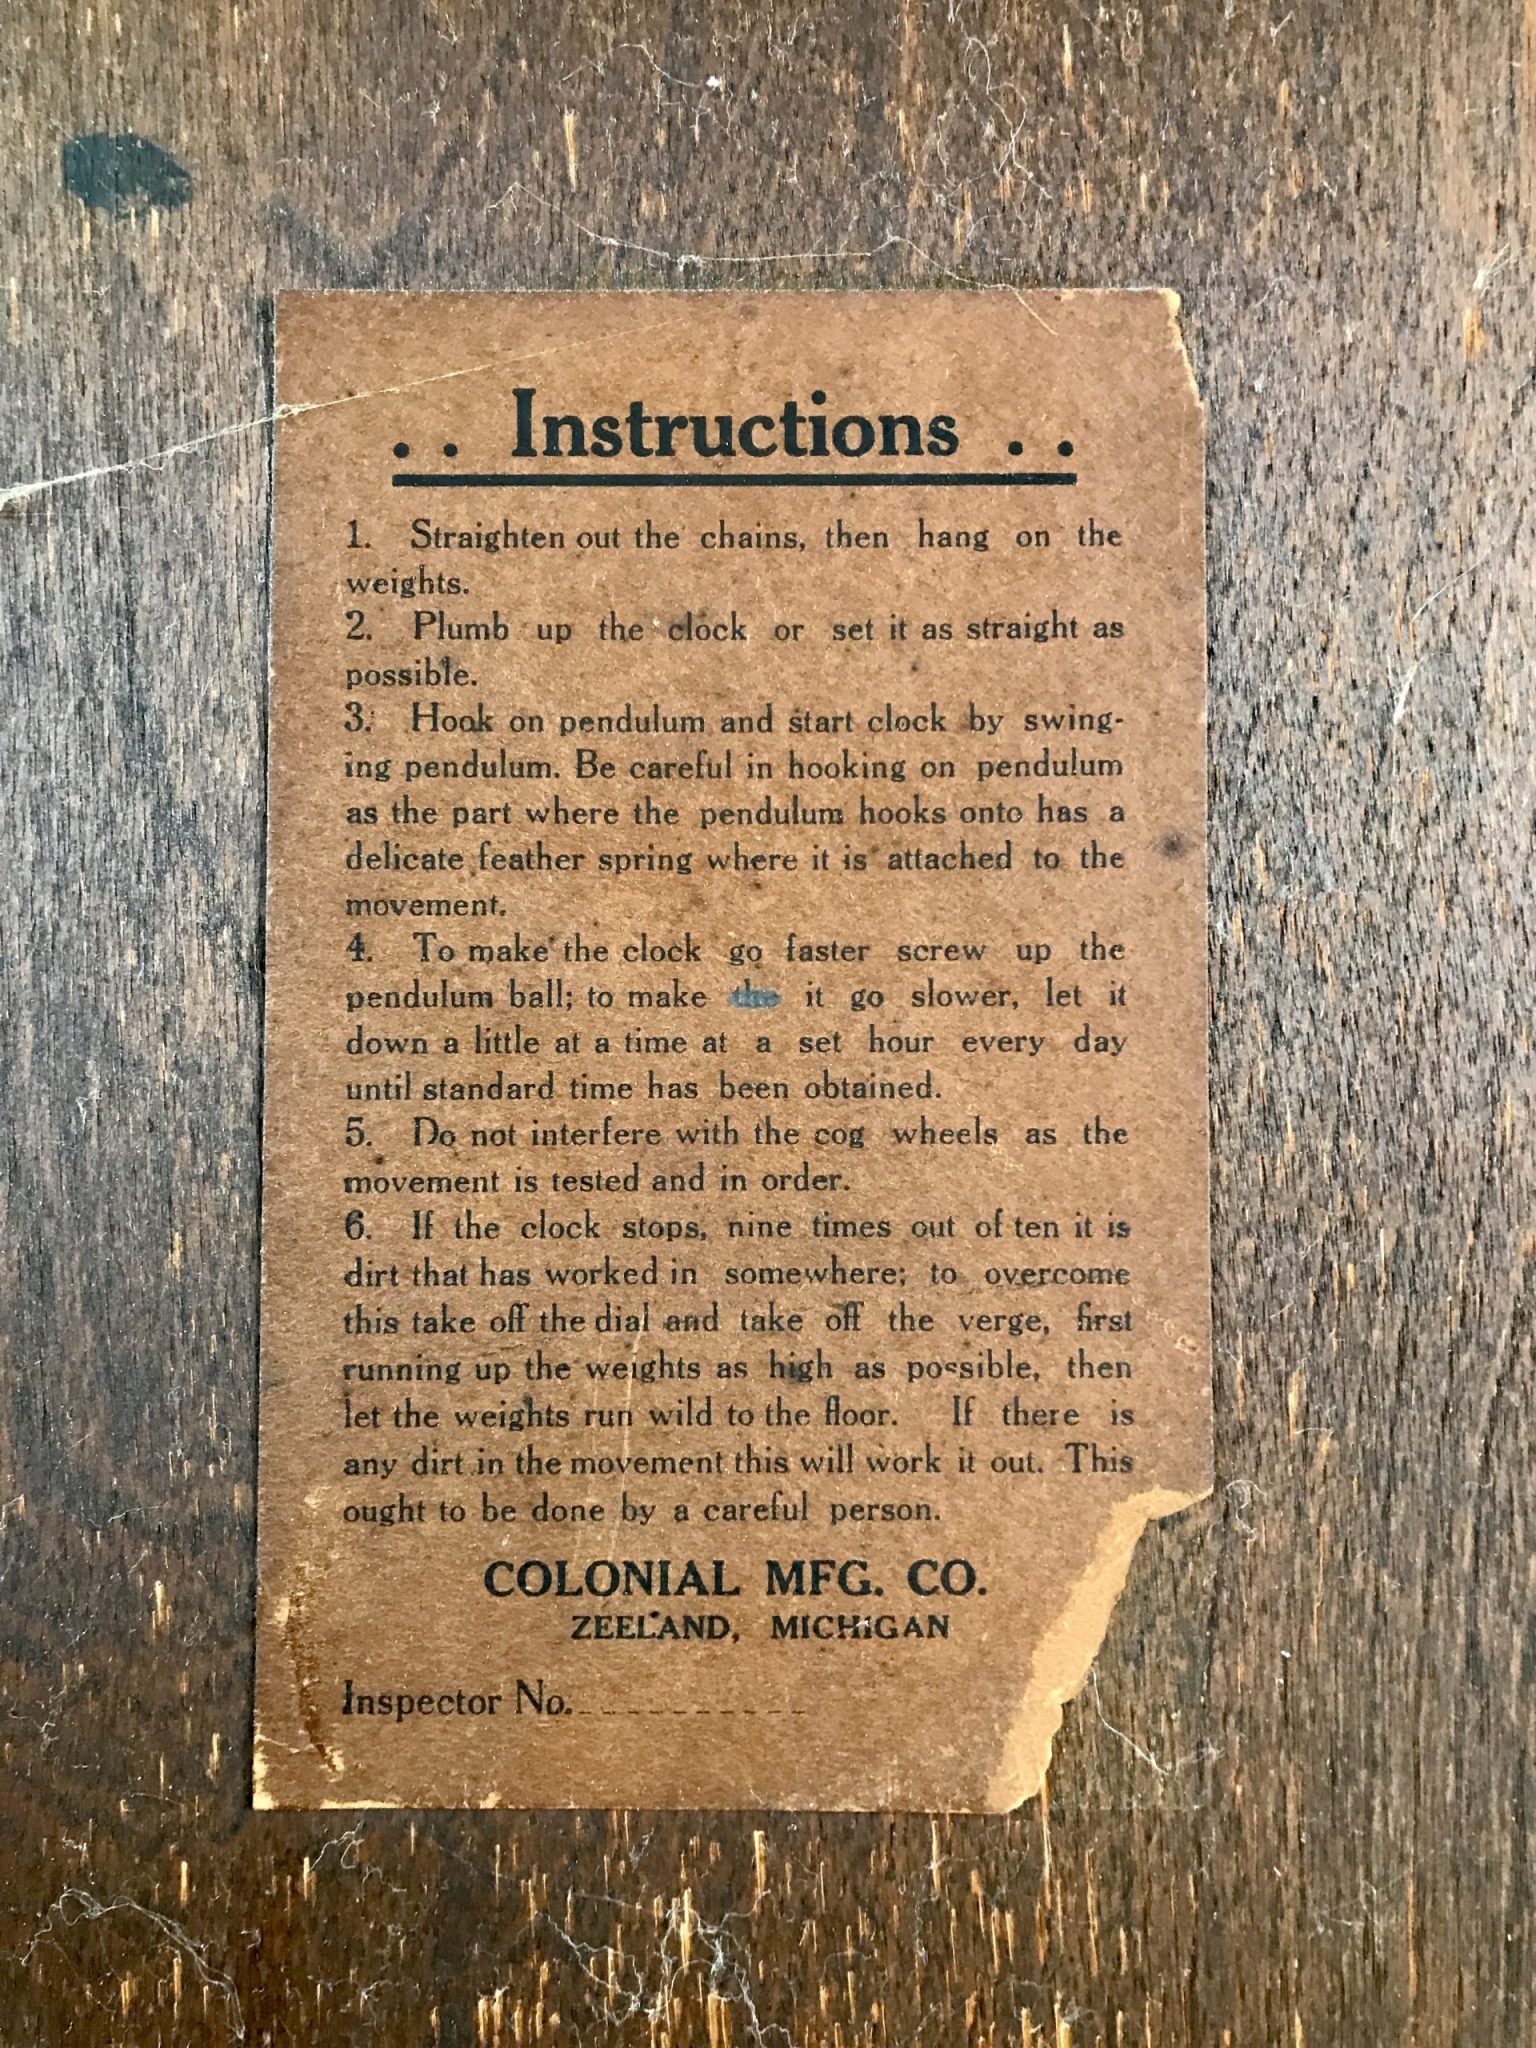 . . Instructions . .
1. Straighten out the chains, then hang on the
weights.
2. Plumb up the clock or set it as straight as
possible.
3. Hook on pendulum and start clock by swing-
ing pendulum. Be careful in hooking on pendulum
as the part where the pendulum hooks onto has a
delicate feather spring where it is attached to the
movement.
4. To make the clock go faster screw up the
pendulum ball; to make the it go slower, let it
down a little at a time at a set hour every day
until standard time has been obtained.
5. Do not interfere with the cog wheels as the
movement is tested and in order.
6. If the clock stops, nine times out of ten it is
dirt that has worked in somewhere; to overcome
this take off the dial and take off the verge, first
running up the weights as high as possible, then
let the weights run wild to the floor. If there is
any dirt in the movement this will work it out. This
ought to be done by a careful person.
COLONIAL MFG. CO.
ZEELAND, MICHIGAN
Inspector No.